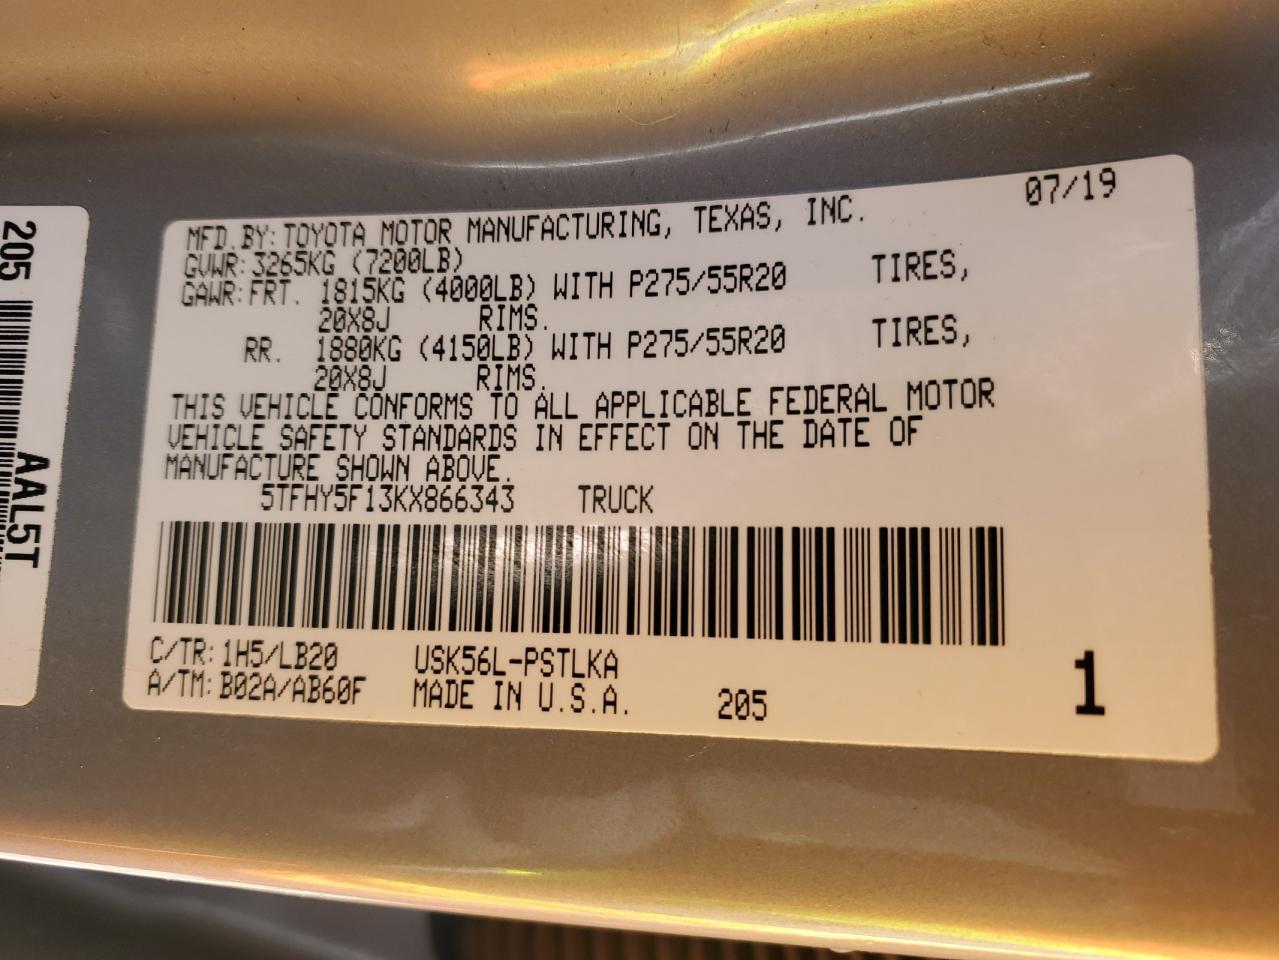 MFD.BY:TOYOTA MOTOR MANUFACTURING, TEXAS, INC. 07/19
GVWR:3265KG (7200LB)
GAWR:FRT. 1815KG (4000LB) WITH P275/55R20 TIRES,
20X8J RIMS.
RR. 1880KG (4150LB) WITH P275/55R20 TIRES,
20X8J RIMS.
THIS VEHICLE CONFORMS TO ALL APPLICABLE FEDERAL MOTOR
VEHICLE SAFETY STANDARDS IN EFFECT ON THE DATE OF
MANUFACTURE SHOWN ABOVE.
5TFHY5F13KX866343 TRUCK
C/TR:1H5/LB20 USK56L-PSTLKA
A/TM:B02A/AB60F MADE IN U.S.A. 205 1
205
AAL5T